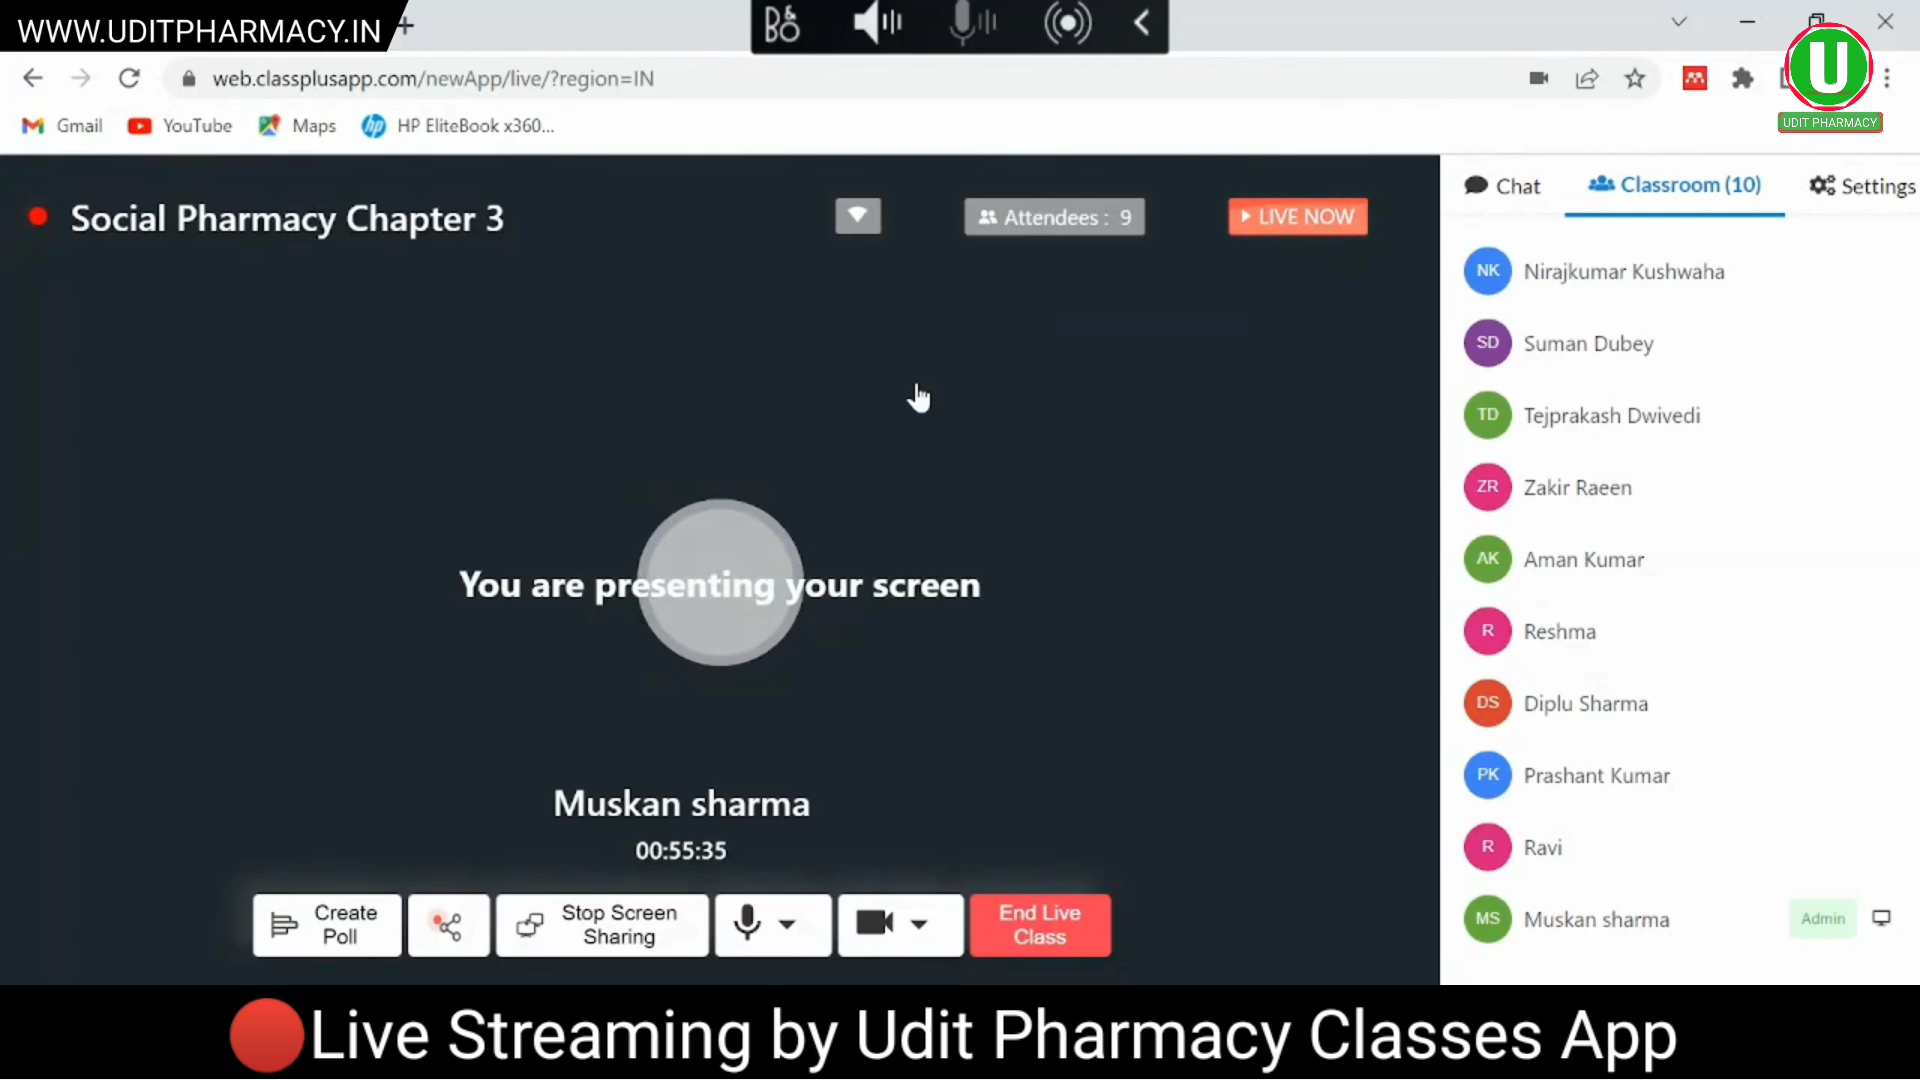 WWW.UDITPHARMACY.IN
B&O
U
UDIT PHARMACY
web.classplusapp.com/newApp/live/?region=IN
Gmail
YouTube
Maps
HP EliteBook x360...
Social Pharmacy Chapter 3
Attendees : 9
LIVE NOW
Chat
Classroom (10)
Settings
NK Nirajkumar Kushwaha
SD Suman Dubey
TD Tejprakash Dwivedi
ZR Zakir Raeen
AK Aman Kumar
R Reshma
DS Diplu Sharma
PK Prashant Kumar
R Ravi
MS Muskan sharma Admin
You are presenting your screen
Muskan sharma
00:55:35
Create
Poll
Stop Screen
Sharing
End Live
Class
Live Streaming by Udit Pharmacy Classes App